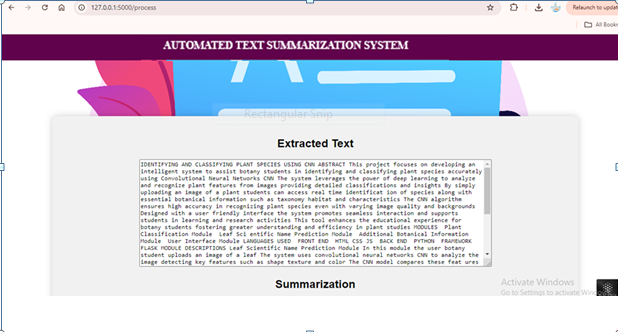 127.0.0.1:5000/process
Relaunch to updat
All Bookm
AUTOMATED TEXT SUMMARIZATION SYSTEM
Rectangular Snip
Extracted Text
IDENTIFYING AND CLASSIFYING PLANT SPECIES USING CNN ABSTRACT This project focuses on developing an
intelligent system to assist botany students in identifying and classifying plant species accurately
using Convolutional Neural Networks CNN The system leverages the power of deep learning to analyze
and recognize plant features from images providing detailed classifications and insights By simply
uploading an image of a plant students can access real time identificat ion of species along with
essential botanical information such as taxonomy habitat and characteristics The CNN algorithm
ensures high accuracy in recognizing plant species even with varying image quality and backgrounds
Designed with a user friendly interface the system promotes seamless interaction and supports
students in learning and research activities This tool enhances the educational experience for
botany students fostering greater understanding and efficiency in plant studies MODULES Plant
Classification Module Leaf Sci entific Name Prediction Module Additional Botanical Information
Module User Interface Module LANGUAGES USED FRONT END HTML CSS JS BACK END PYTHON FRAMEWORK
FLASK MODULE DESCRIPTIONS Leaf Scientific Name Prediction Module In this module the user botany
student uploads an image of a leaf The system uses convolutional neural networks CNN to analyze the
image detecting key features such as shape texture and color The CNN model compares these feat ures
Summarization
Activate Windows
Go to Settings to activate Wind